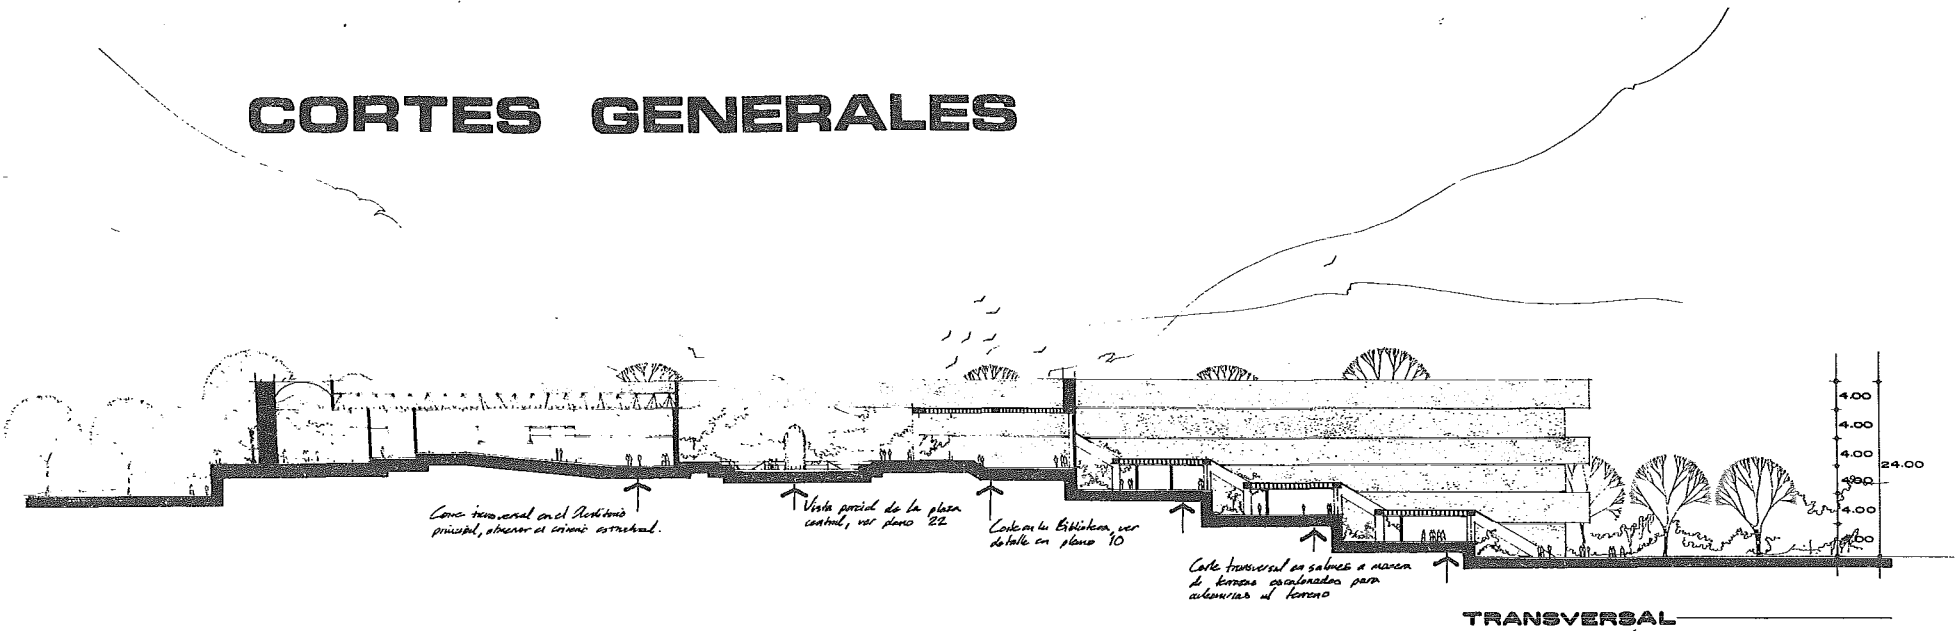 CORTES GENERALES
4.00
4.00
4.00
24.00
4.00
4.00
4.00
Corte transversal en el Auditorio
principal, observar el criterio estructural.
Vista parcial de la plaza
central, ver plano 22
Corte en la Biblioteca, ver
detalle en plano 10
Corte transversal en salones a manera
de terrazas escalonadas para
al terreno
TRANSVERSAL